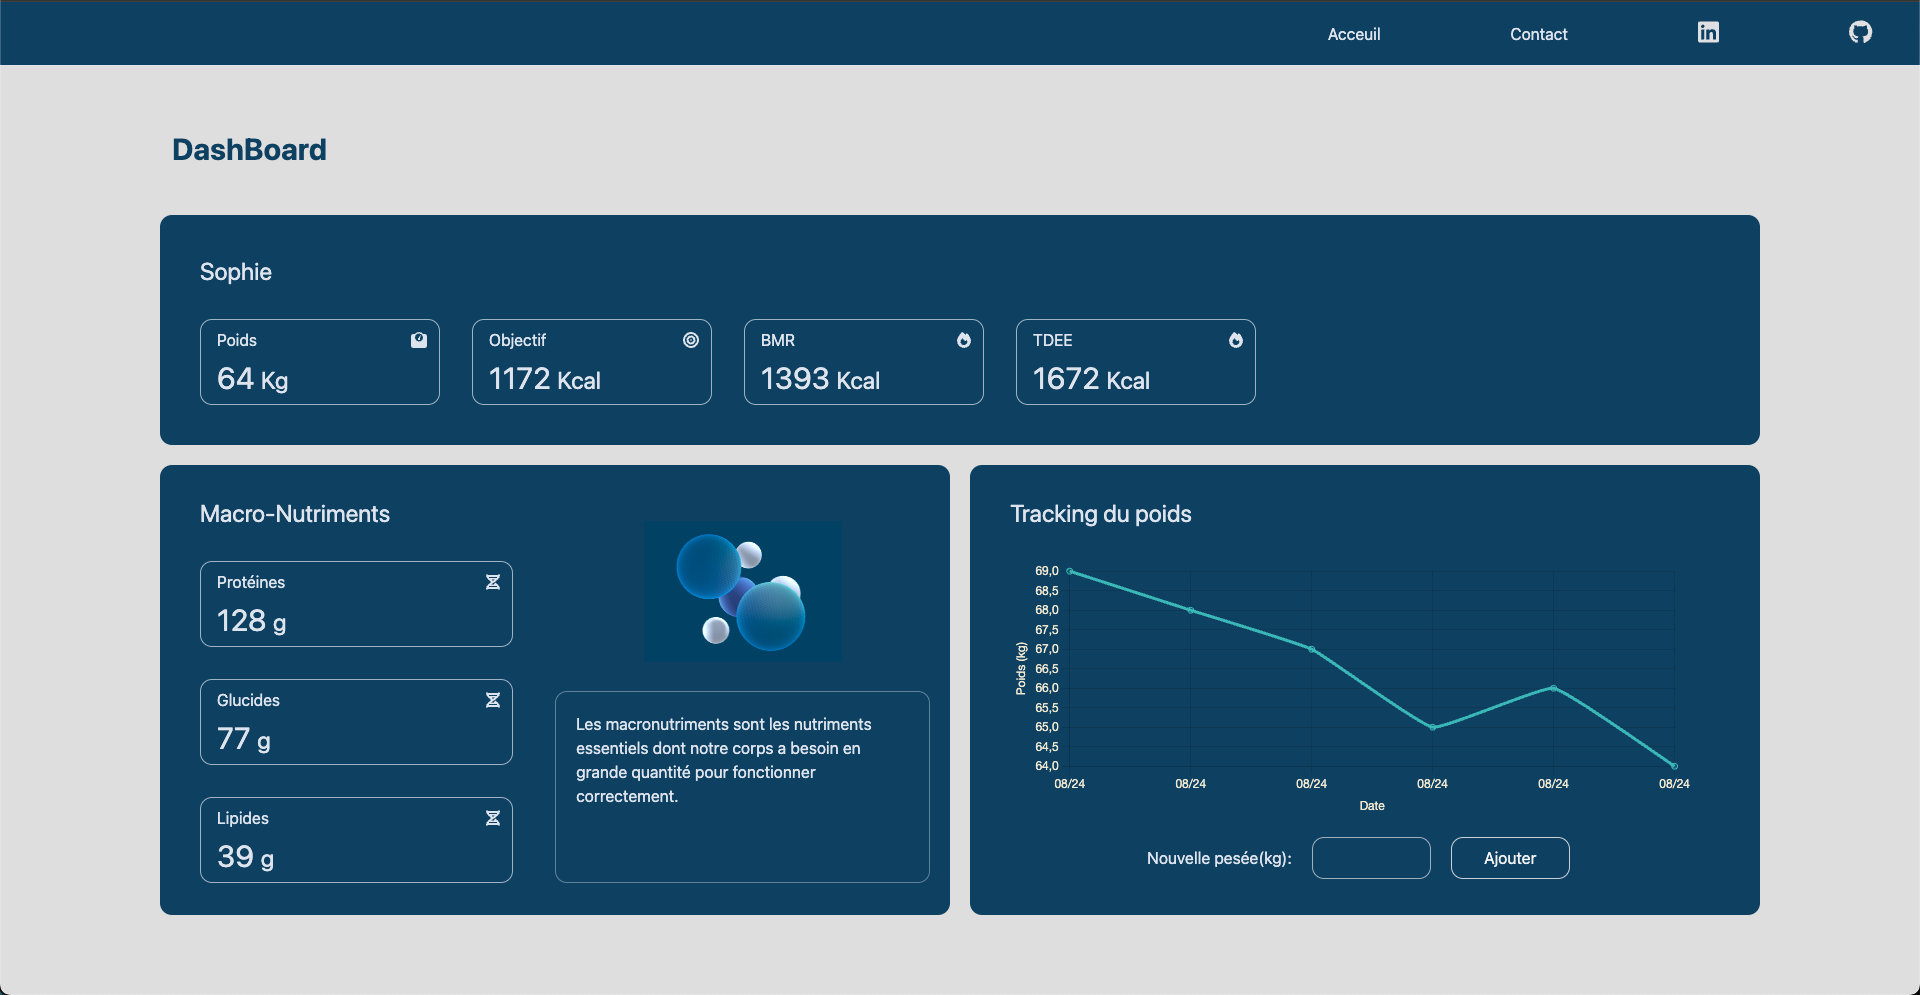 Acceuil
Contact
DashBoard
Sophie
Poids
64 Kg
Objectif
1172 Kcal
BMR
1393 Kcal
TDEE
1672 Kcal
Macro-Nutriments
Protéines
128 g
Glucides
77 g
Lipides
39 g
Les macronutriments sont les nutriments
essentiels dont notre corps a besoin en
grande quantité pour fonctionner
correctement.
Tracking du poids
Poids (kg)
69,0
68,5
68,0
67,5
67,0
66,5
66,0
65,5
65,0
64,5
64,0
08/24 08/24 08/24 08/24 08/24 08/24
Date
Nouvelle pesée(kg):
Ajouter